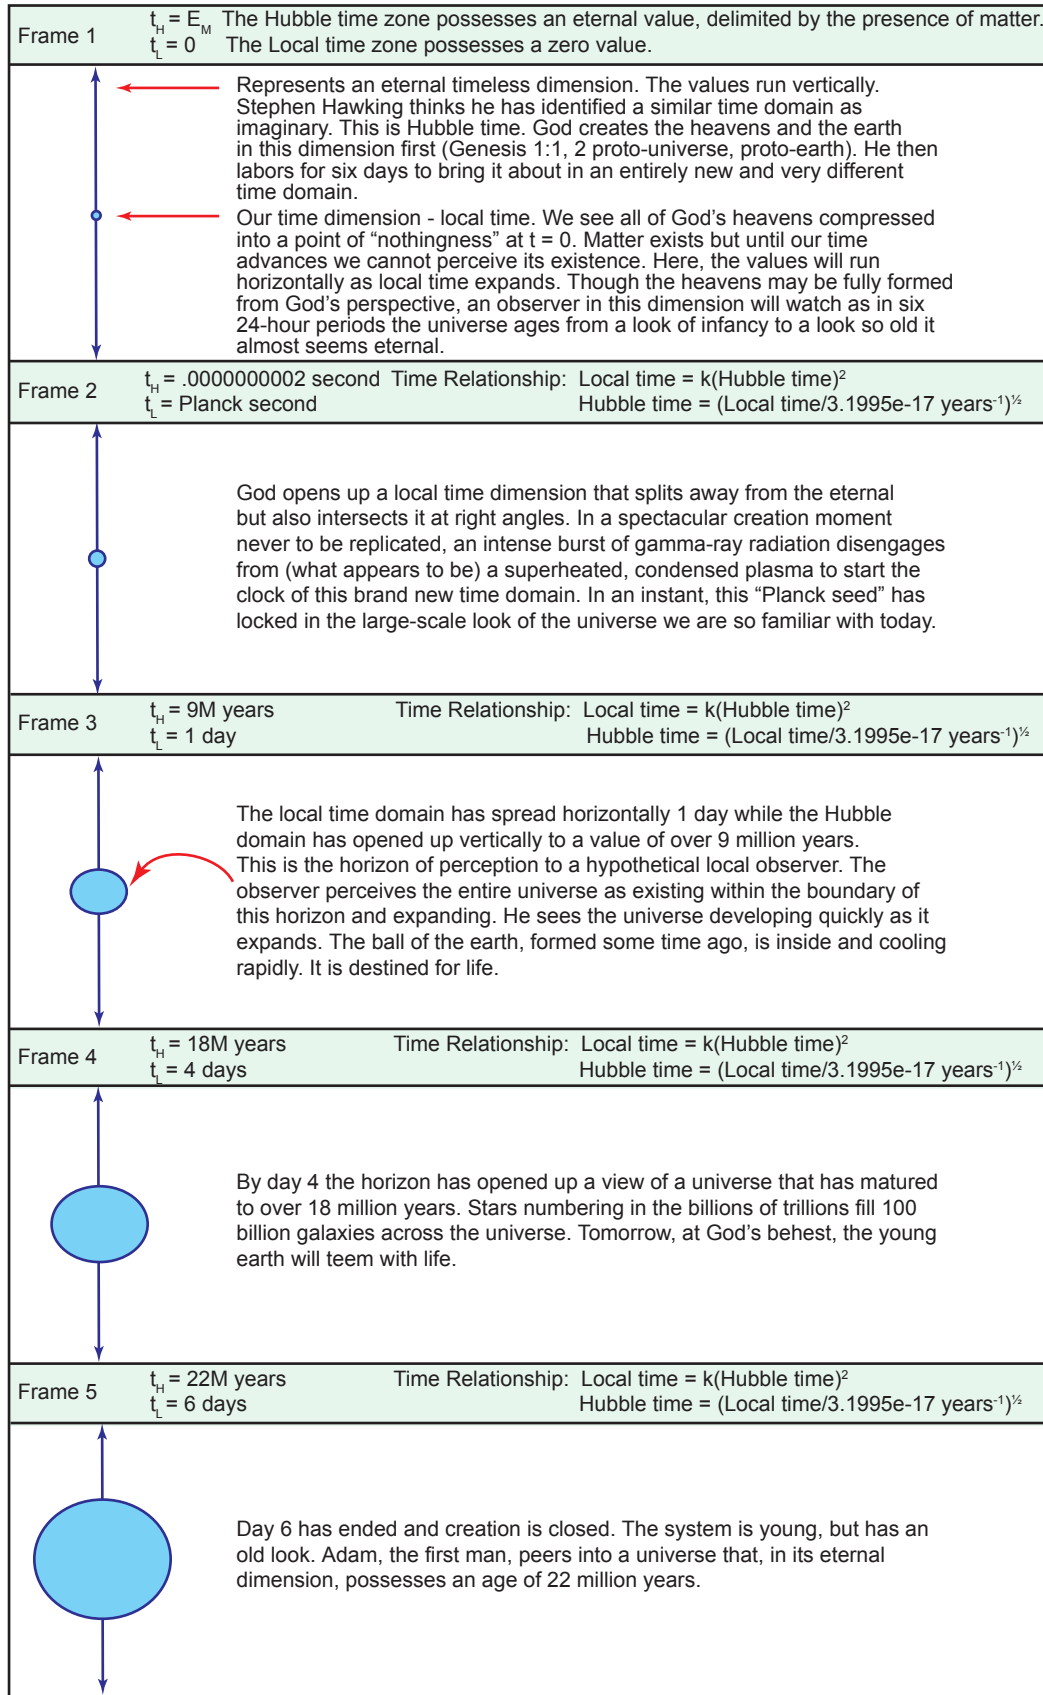 Frame 1
tH = EM The Hubble time zone possesses an eternal value, delimited by the presence of matter.
tL = 0 The Local time zone possesses a zero value.
Represents an eternal timeless dimension. The values run vertically.
Stephen Hawking thinks he has identified a similar time domain as
imaginary. This is Hubble time. God creates the heavens and the earth
in this dimension first (Genesis 1:1, 2 proto-universe, proto-earth). He then
labors for six days to bring it about in an entirely new and very different
time domain.
Our time dimension - local time. We see all of God’s heavens compressed
into a point of “nothingness” at t = 0. Matter exists but until our time
advances we cannot perceive its existence. Here, the values will run
horizontally as local time expands. Though the heavens may be fully formed
from God’s perspective, an observer in this dimension will watch as in six
24-hour periods the universe ages from a look of infancy to a look so old it
almost seems eternal.
Frame 2
tH = .0000000002 second Time Relationship: Local time = k(Hubble time)²
tL = Planck second Hubble time = (Local time/3.1995e-17 years⁻¹)^½
God opens up a local time dimension that splits away from the eternal
but also intersects it at right angles. In a spectacular creation moment
never to be replicated, an intense burst of gamma-ray radiation disengages
from (what appears to be) a superheated, condensed plasma to start the
clock of this brand new time domain. In an instant, this “Planck seed” has
locked in the large-scale look of the universe we are so familiar with today.
Frame 3
tH = 9M years Time Relationship: Local time = k(Hubble time)²
tL = 1 day Hubble time = (Local time/3.1995e-17 years⁻¹)^½
The local time domain has spread horizontally 1 day while the Hubble
domain has opened up vertically to a value of over 9 million years.
This is the horizon of perception to a hypothetical local observer. The
observer perceives the entire universe as existing within the boundary of
this horizon and expanding. He sees the universe developing quickly as it
expands. The ball of the earth, formed some time ago, is inside and cooling
rapidly. It is destined for life.
Frame 4
tH = 18M years Time Relationship: Local time = k(Hubble time)²
tL = 4 days Hubble time = (Local time/3.1995e-17 years⁻¹)^½
By day 4 the horizon has opened up a view of a universe that has matured
to over 18 million years. Stars numbering in the billions of trillions fill 100
billion galaxies across the universe. Tomorrow, at God’s behest, the young
earth will teem with life.
Frame 5
tH = 22M years Time Relationship: Local time = k(Hubble time)²
tL = 6 days Hubble time = (Local time/3.1995e-17 years⁻¹)^½
Day 6 has ended and creation is closed. The system is young, but has an
old look. Adam, the first man, peers into a universe that, in its eternal
dimension, possesses an age of 22 million years.